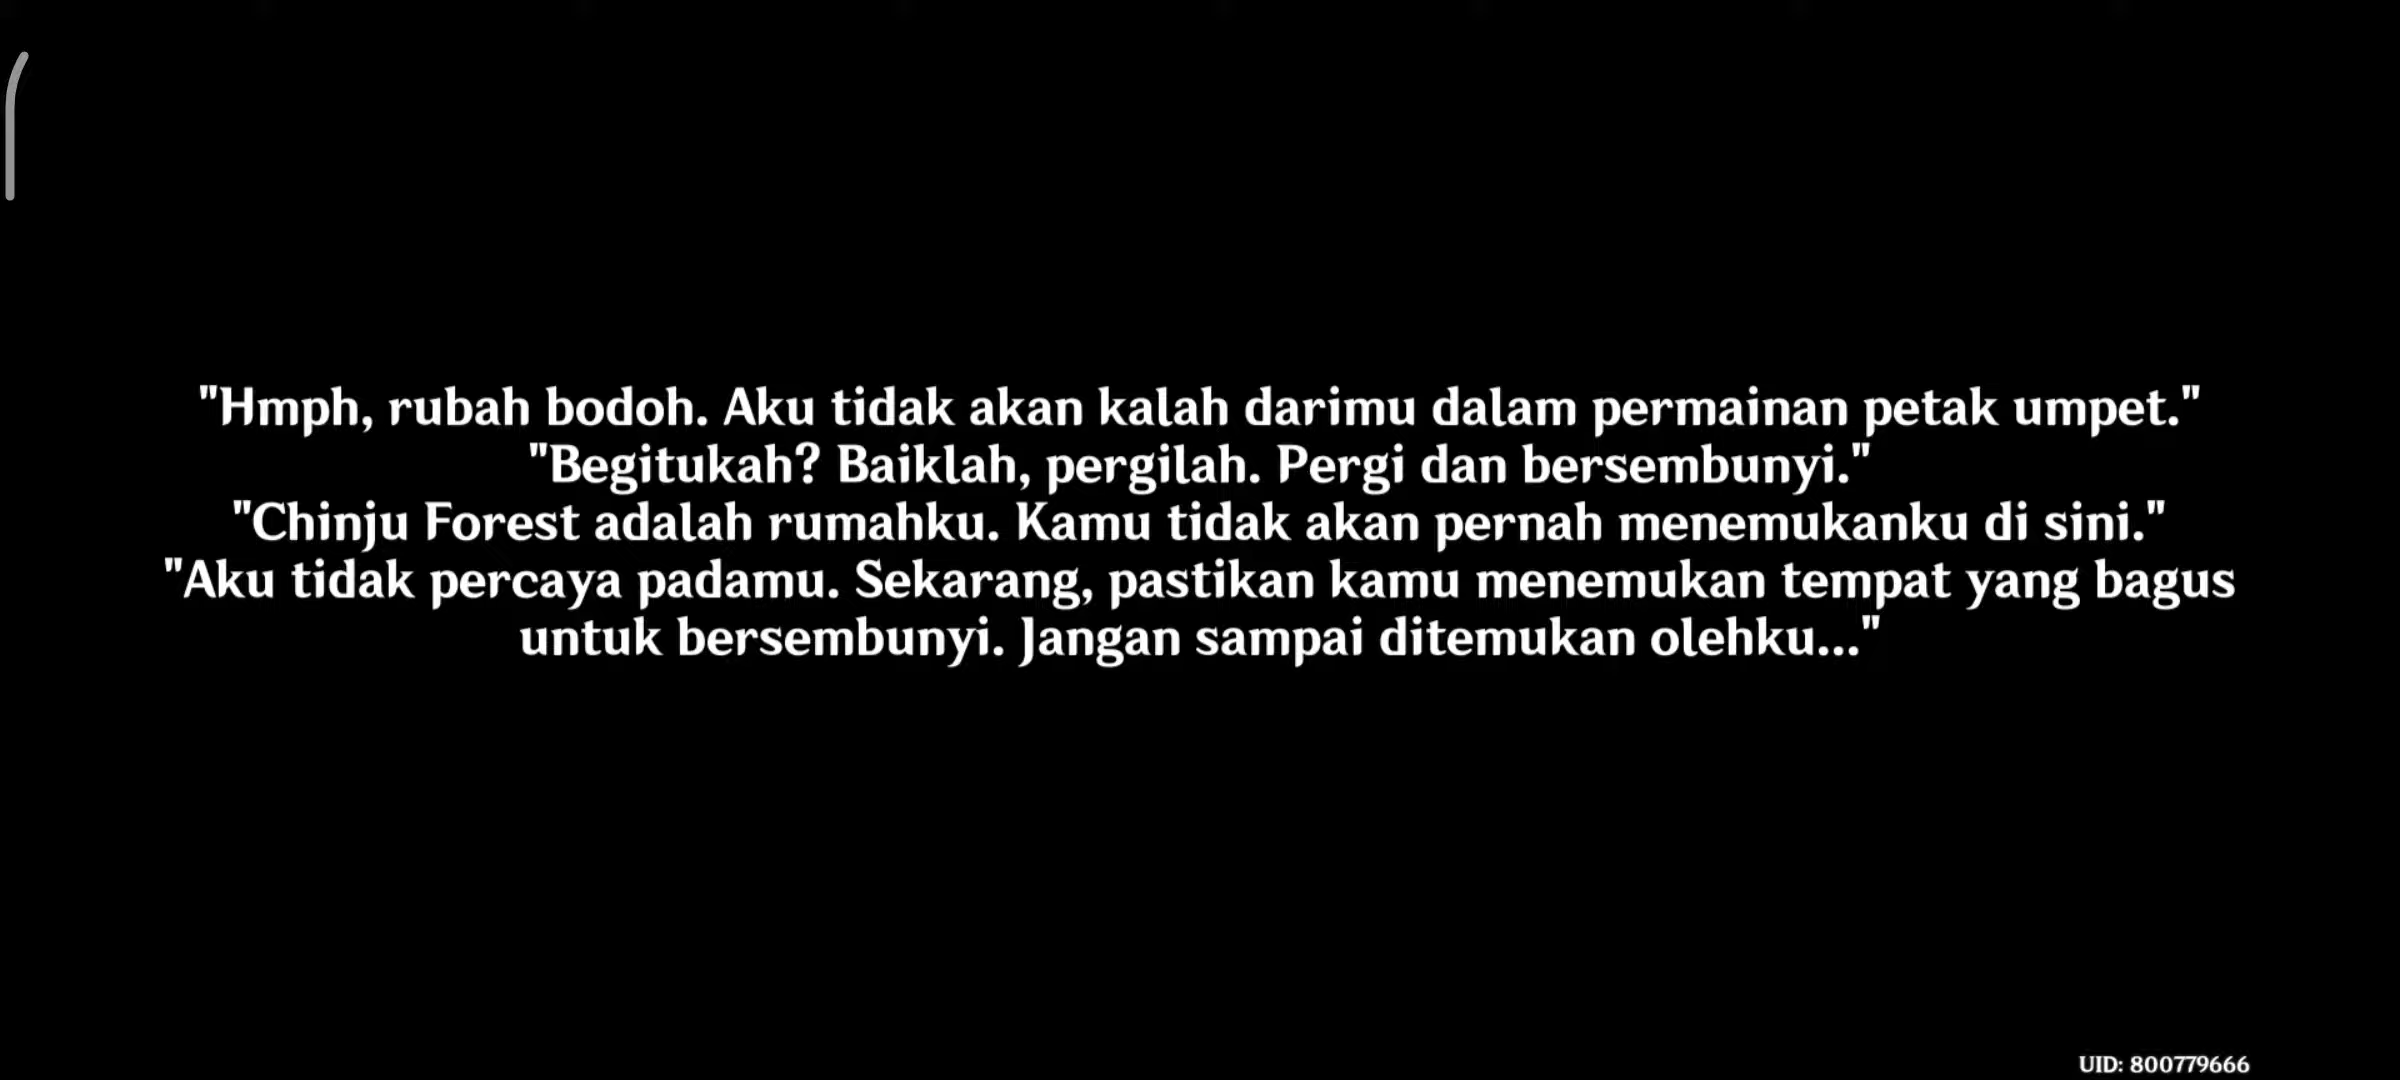 "Hmph, rubah bodoh. Aku tidak akan kalah darimu dalam permainan petak umpet."
"Begitukah? Baiklah, pergilah. Pergi dan bersembunyi."
"Chinju Forest adalah rumahku. Kamu tidak akan pernah menemukanku di sini."
"Aku tidak percaya padamu. Sekarang, pastikan kamu menemukan tempat yang bagus
untuk bersembunyi. Jangan sampai ditemukan olehku..."
UID: 800779666